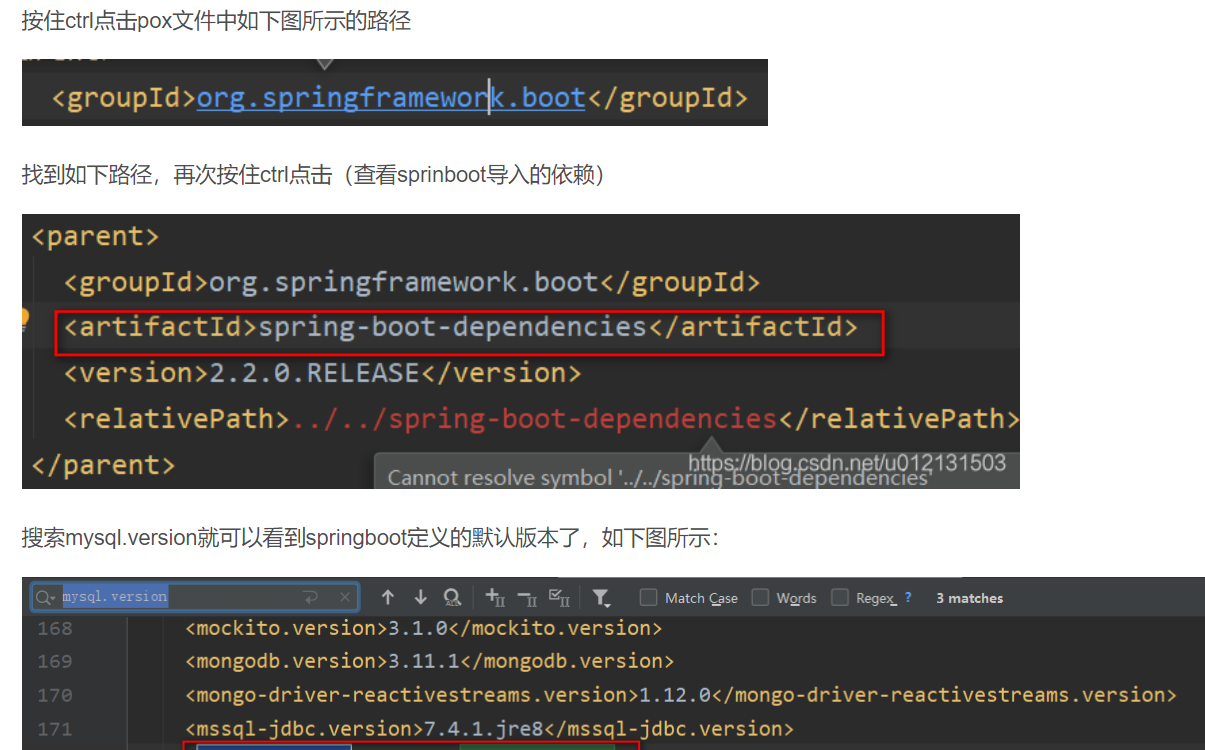 按住ctrl点击pox文件中如下图所示的路径
<groupId>org.springframework.boot</groupId>
找到如下路径，再次按住ctrl点击（查看sprinboot导入的依赖）
<parent>
<groupId>org.springframework.boot</groupId>
<artifactId>spring-boot-dependencies</artifactId>
<version>2.2.0.RELEASE</version>
<relativePath>../../spring-boot-dependencies</relativePath>
</parent>
https://blog.csdn.net/u012131503
Cannot resolve symbol '../../spring-boot-dependencies'
搜索mysql.version就可以看到springboot定义的默认版本了，如下图所示：
mysql.version Match Case Words Regex ? 3 matches
168 <mockito.version>3.1.0</mockito.version>
169 <mongodb.version>3.11.1</mongodb.version>
170 <mongo-driver-reactivestreams.version>1.12.0</mongo-driver-reactivestreams.version>
171 <mssql-jdbc.version>7.4.1.jre8</mssql-jdbc.version>